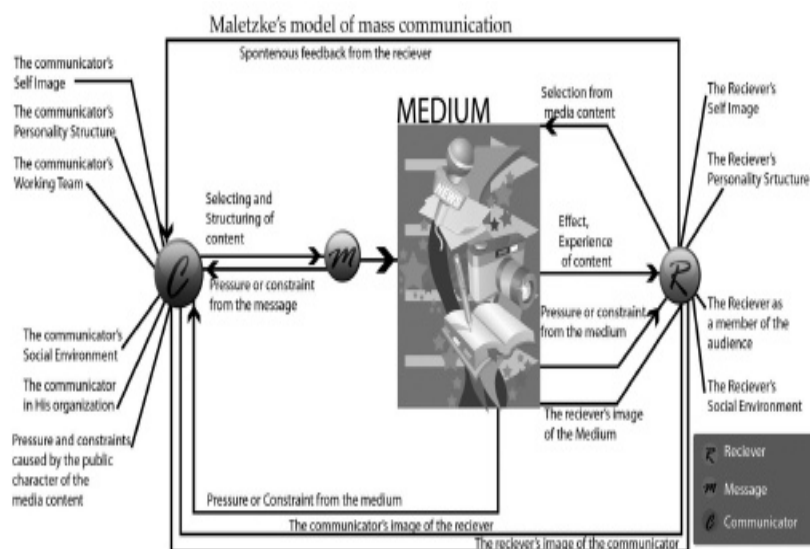 Maletzke's model of mass communication
Spontenous feedback from the reciever
The communicator's
Self Image
The communicator's
Personality Structure
The communicator's
Working Team
Selecting and
Structuring of
content
Pressure or constraint
from the message
C
m
MEDIUM
NEWS
Selection from
media content
Effect,
Experience
of content
Pressure or constraint
from the medium
The reciever's image
of the Medium
R
The Reciever's
Self Image
The Reciever's
Personality Srtucture
The Reciever as
a member of the
audience
The Reciever's
Social Environment
The communicator's
Social Environment
The communicator
in His organization
Pressure and constraints
caused by the public
character of the
media content
Pressure or Constraint from the medium
The communicator's image of the reciever
The reciever's image of the communicator
R Reciever
m Message
C Communicator